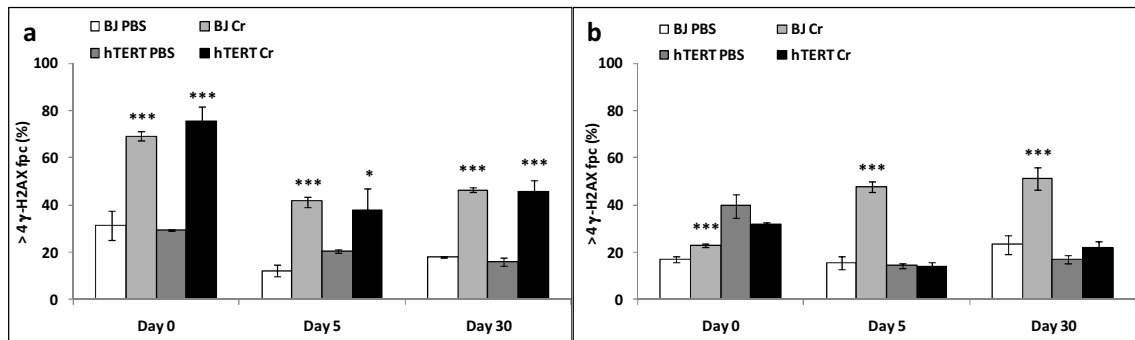 a
BJ PBS BJ Cr
hTERT PBS hTERT Cr
> 4 γ-H2AX fpc (%)
100
80
60
40
20
0
*** ***
*** *
*** ***
Day 0 Day 5 Day 30
b
BJ PBS BJ Cr
hTERT PBS hTERT Cr
> 4 γ-H2AX fpc (%)
100
80
60
40
20
0
***
***
***
Day 0 Day 5 Day 30